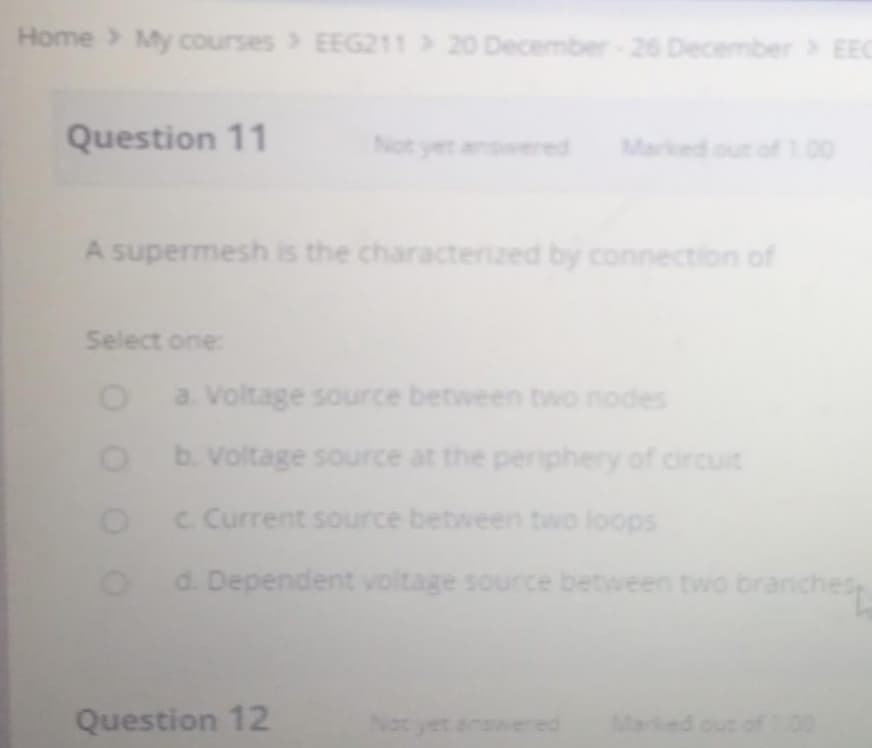 Home > My courses > EEG211 > 20 December - 26 December > EEG
Question 11 Not yet answered Marked out of 1.00
A supermesh is the characterized by connection of
Select one:
a. Voltage source between two nodes
b. Voltage source at the periphery of circuit
c. Current source between two loops
d. Dependent voltage source between two branches
Question 12 Not yet answered Marked out of 1.00